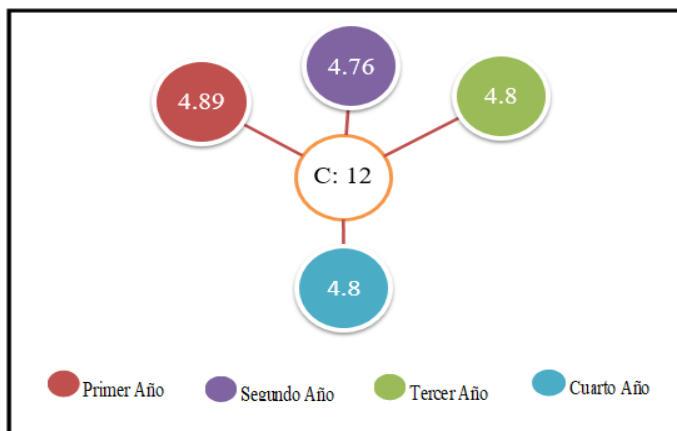 4.76
4.89
4.8
C: 12
4.8
Primer Año
Segundo Año
Tercer Año
Cuarto Año